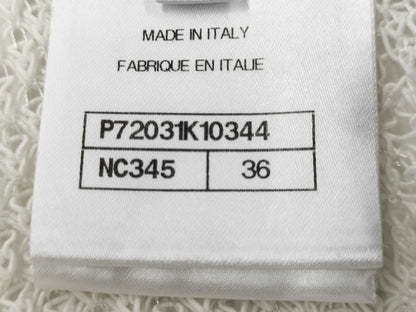 MADE IN ITALY
FABRIQUE EN ITALIE
P72031K10344
NC345 36